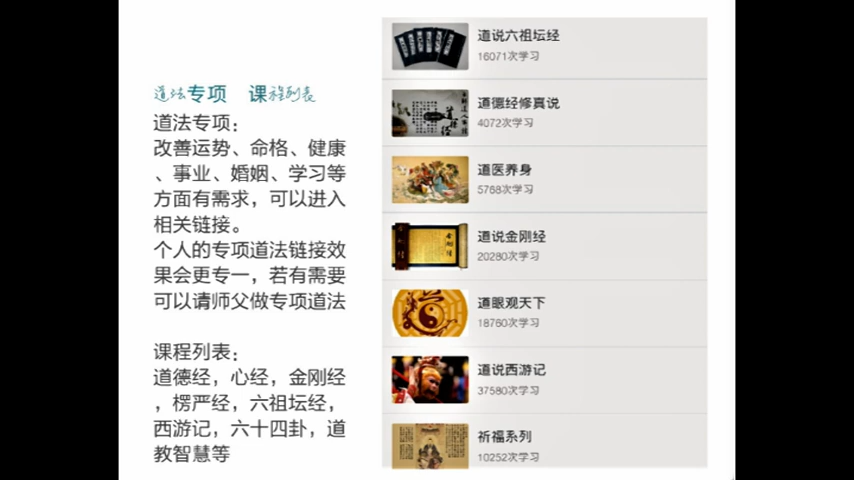 道法专项 课程列表
道法专项：
改善运势、命格、健康
、事业、婚姻、学习等
方面有需求，可以进入
相关链接。
个人的专项道法链接效
果会更专一，若有需要
可以请师父做专项道法
课程列表：
道德经，心经，金刚经
，楞严经，六祖坛经，
西游记，六十四卦，道
教智慧等
道说六祖坛经
16071次学习
道德经修真说
4072次学习
道医养身
5768次学习
道说金刚经
20280次学习
道眼观天下
18760次学习
道说西游记
37580次学习
祈福系列
10252次学习